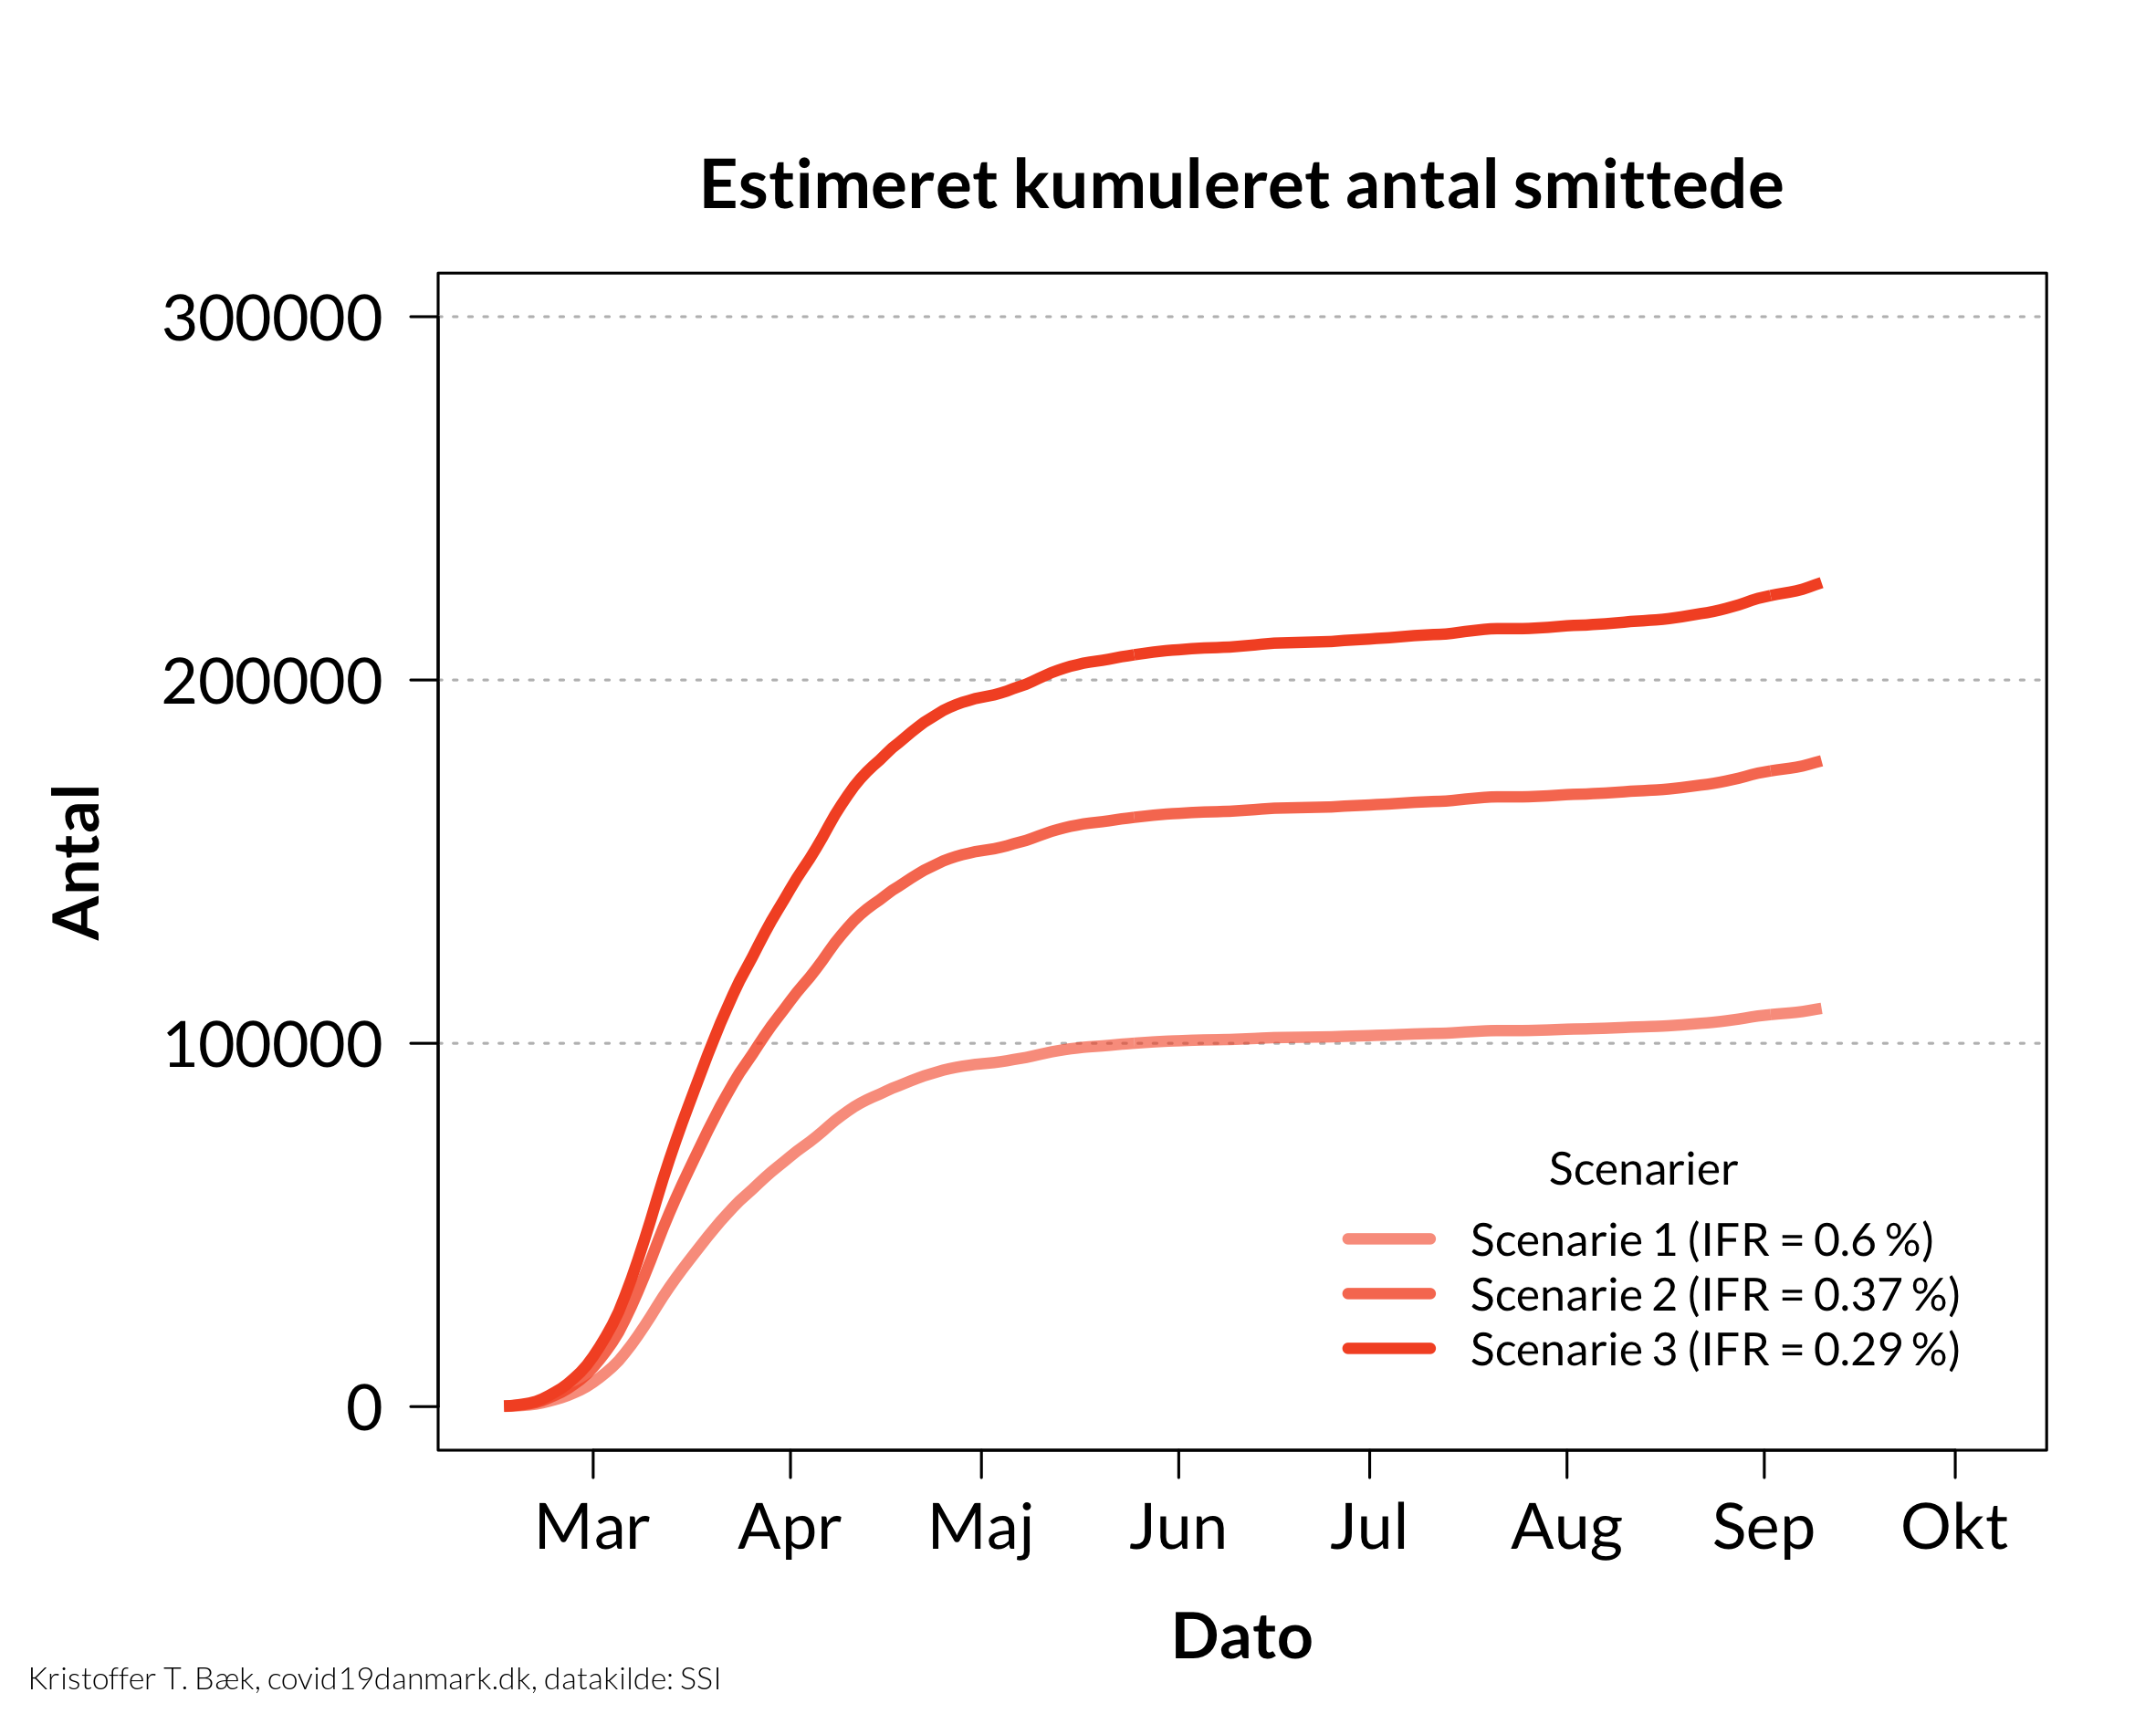 Estimeret kumuleret antal smittede
300000
200000
100000
0
Antal
Scenarier
Scenarie 1 (IFR = 0.6 %)
Scenarie 2 (IFR = 0.37 %)
Scenarie 3 (IFR = 0.29 %)
Mar Apr Maj Jun Jul Aug Sep Okt
Dato
Kristoffer T. Bæk, covid19danmark.dk, datakilde: SSI